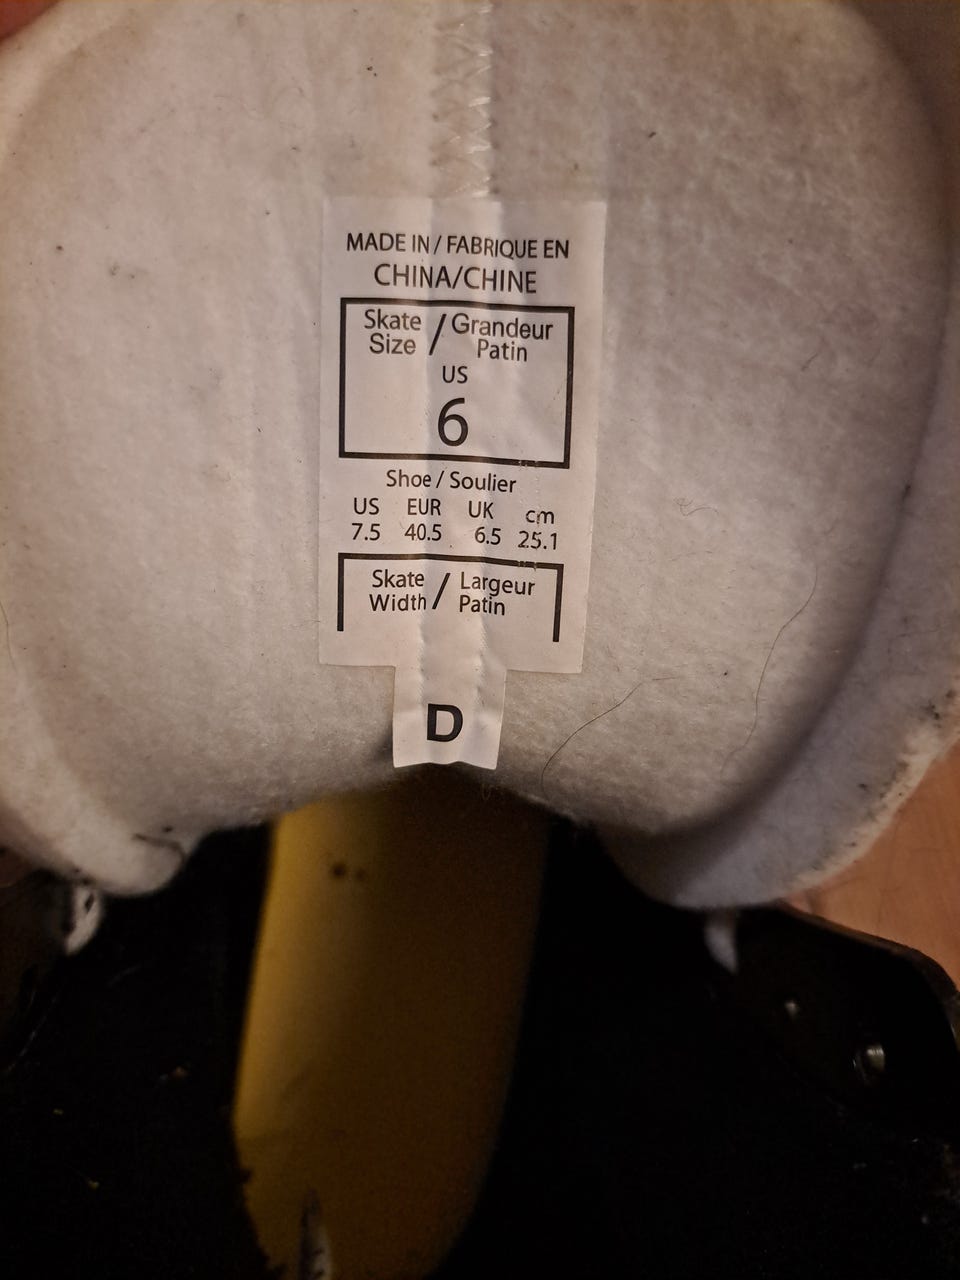 MADE IN / FABRIQUE EN
CHINA/CHINE
Skate / Grandeur
Size Patin
US
6
Shoe / Soulier
US EUR UK cm
7.5 40.5 6.5 25.1
Skate / Largeur
Width Patin
D